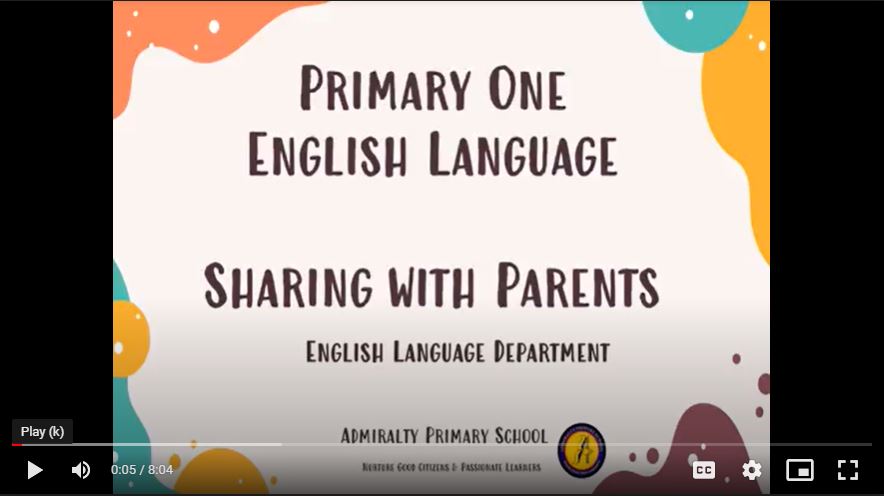 PRIMARY ONE
ENGLISH LANGUAGE
SHARING WITH PARENTS
ENGLISH LANGUAGE DEPARTMENT
ADMIRALTY PRIMARY SCHOOL
NURTURE GOOD CITIZENS & PASSIONATE LEARNERS
Play (k)
0:05 / 8:04
CC